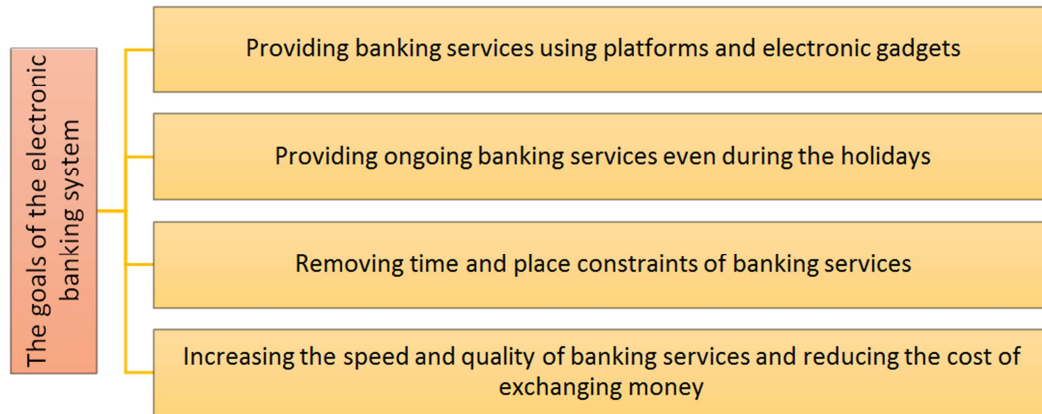 The goals of the electronic
banking system
Providing banking services using platforms and electronic gadgets
Providing ongoing banking services even during the holidays
Removing time and place constraints of banking services
Increasing the speed and quality of banking services and reducing the cost of
exchanging money